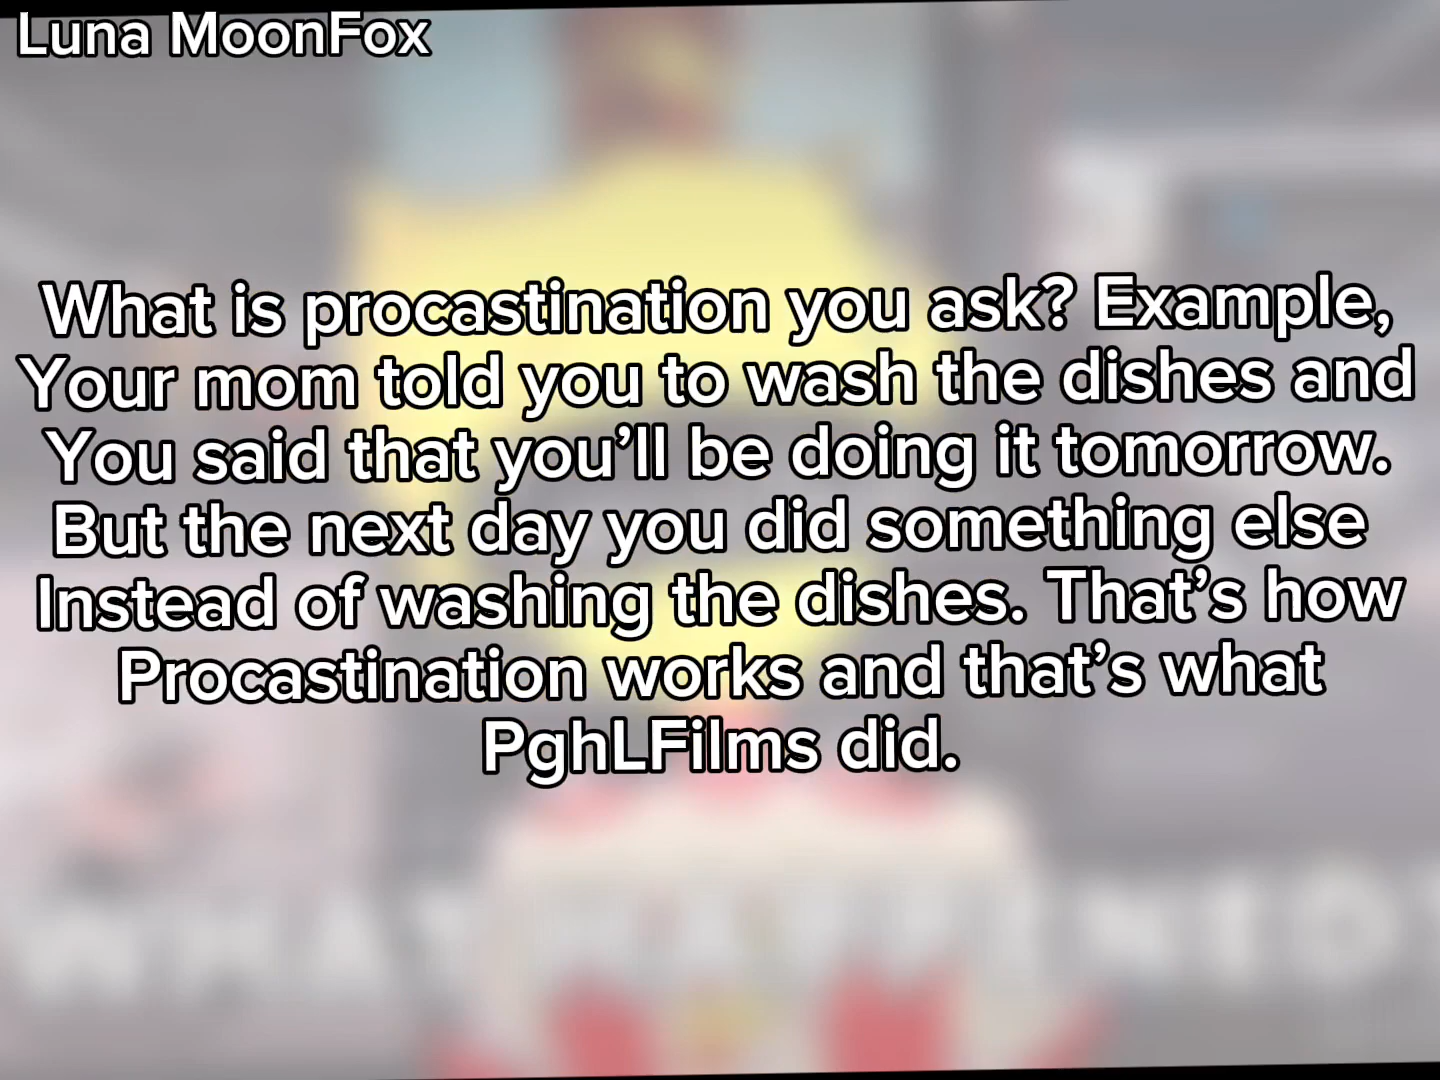 Luna MoonFox
What is procastination you ask? Example,
Your mom told you to wash the dishes and
You said that you’ll be doing it tomorrow.
But the next day you did something else
Instead of washing the dishes. That’s how
Procastination works and that’s what
PghLFilms did.
WHAT HAPPENED